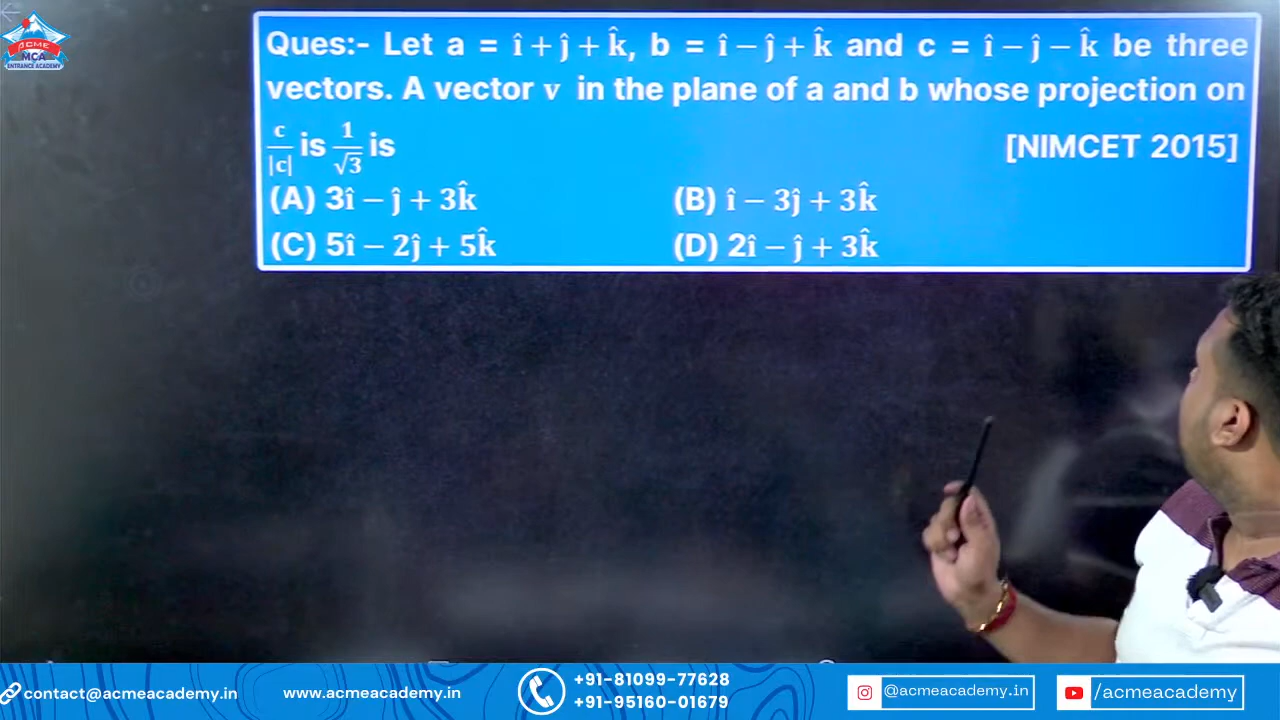 ACME
MCA
ENTRANCE ACADEMY
Ques:- Let a = î + ĵ + k̂, b = î − ĵ + k̂ and c = î − ĵ − k̂ be three
vectors. A vector v in the plane of a and b whose projection on
c/|c| is 1/√3 is [NIMCET 2015]
(A) 3î − ĵ + 3k̂ (B) î − 3ĵ + 3k̂
(C) 5î − 2ĵ + 5k̂ (D) 2î − ĵ + 3k̂
contact@acmeacademy.in www.acmeacademy.in +91-81099-77628
+91-95160-01679
@acmeacademy.in /acmeacademy